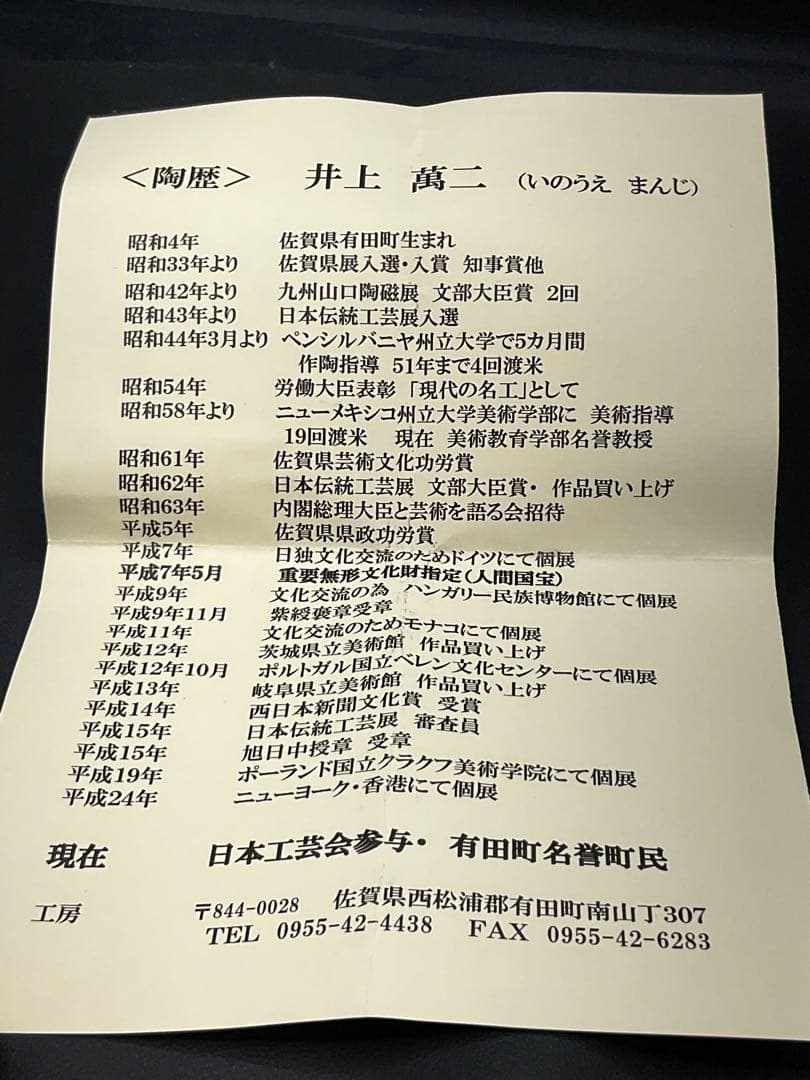 ＜陶歴＞　井上　萬二　（いのうえ　まんじ）
昭和4年　佐賀県有田町生まれ
昭和33年より　佐賀県展入選・入賞　知事賞他
昭和42年より　九州山口陶磁展　文部大臣賞　2回
昭和43年より　日本伝統工芸展入選
昭和44年3月より　ペンシルバニヤ州立大学で5カ月間
作陶指導　51年まで4回渡米
昭和54年　労働大臣表彰　「現代の名工」として
昭和58年より　ニューメキシコ州立大学美術学部に　美術指導
19回渡米　現在　美術教育学部名誉教授
昭和61年　佐賀県芸術文化功労賞
昭和62年　日本伝統工芸展　文部大臣賞・　作品買い上げ
昭和63年　内閣総理大臣と芸術を語る会招待
平成5年　佐賀県県政功労賞
平成7年　日独文化交流のためドイツにて個展
平成7年5月　重要無形文化財指定（人間国宝）
平成9年　文化交流の為　ハンガリー民族博物館にて個展
平成9年11月　紫綬褒章受章
平成11年　文化交流のためモナコにて個展
平成12年　茨城県立美術館　作品買い上げ
平成12年10月　ポルトガル国立ベレン文化センターにて個展
平成13年　岐阜県立美術館　作品買い上げ
平成14年　西日本新聞文化賞　受賞
平成15年　日本伝統工芸展　審査員
平成15年　旭日中授章　受章
平成19年　ポーランド国立クラクフ美術学院にて個展
平成24年　ニューヨーク・香港にて個展
現在　日本工芸会参与・　有田町名誉町民
工房　〒844-0028　佐賀県西松浦郡有田町南山丁307
TEL　0955-42-4438　FAX　0955-42-6283